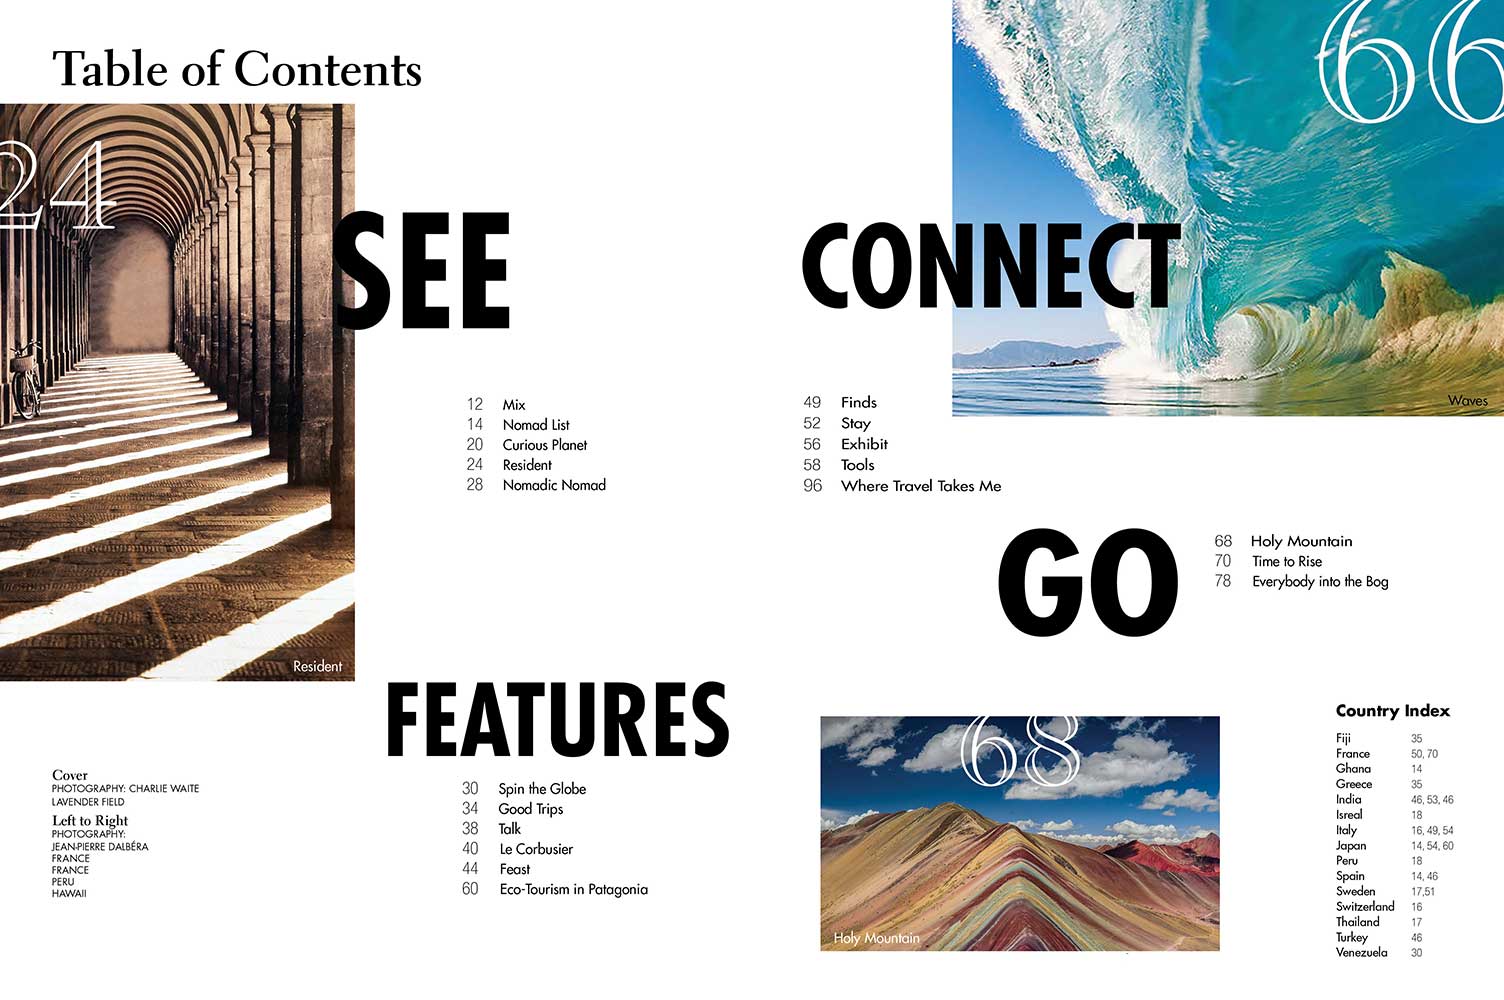 Table of Contents
24
Resident
SEE
12 Mix
14 Nomad List
20 Curious Planet
24 Resident
28 Nomadic Nomad
FEATURES
30 Spin the Globe
34 Good Trips
38 Talk
40 Le Corbusier
44 Feast
60 Eco-Tourism in Patagonia
Cover
PHOTOGRAPHY: CHARLIE WAITE
LAVENDER FIELD
Left to Right
PHOTOGRAPHY:
JEAN-PIERRE DALBÉRA
FRANCE
FRANCE
PERU
HAWAII
66
Waves
CONNECT
49 Finds
52 Stay
56 Exhibit
58 Tools
96 Where Travel Takes Me
GO
68 Holy Mountain
70 Time to Rise
78 Everybody into the Bog
68
Holy Mountain
Country Index
Fiji 35
France 50, 70
Ghana 14
Greece 35
India 46, 53, 46
Isreal 18
Italy 16, 49, 54
Japan 14, 54, 60
Peru 18
Spain 14, 46
Sweden 17,51
Switzerland 16
Thailand 17
Turkey 46
Venezuela 30